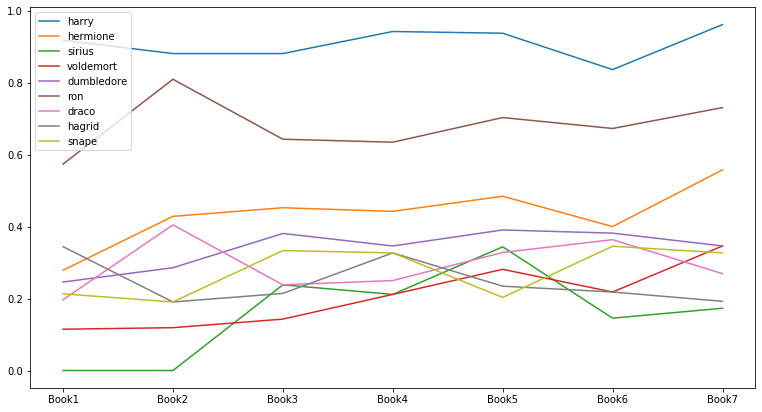 harry
hermione
sirius
voldemort
dumbledore
ron
draco
hagrid
snape
1.0
0.8
0.6
0.4
0.2
0.0
Book1 Book2 Book3 Book4 Book5 Book6 Book7